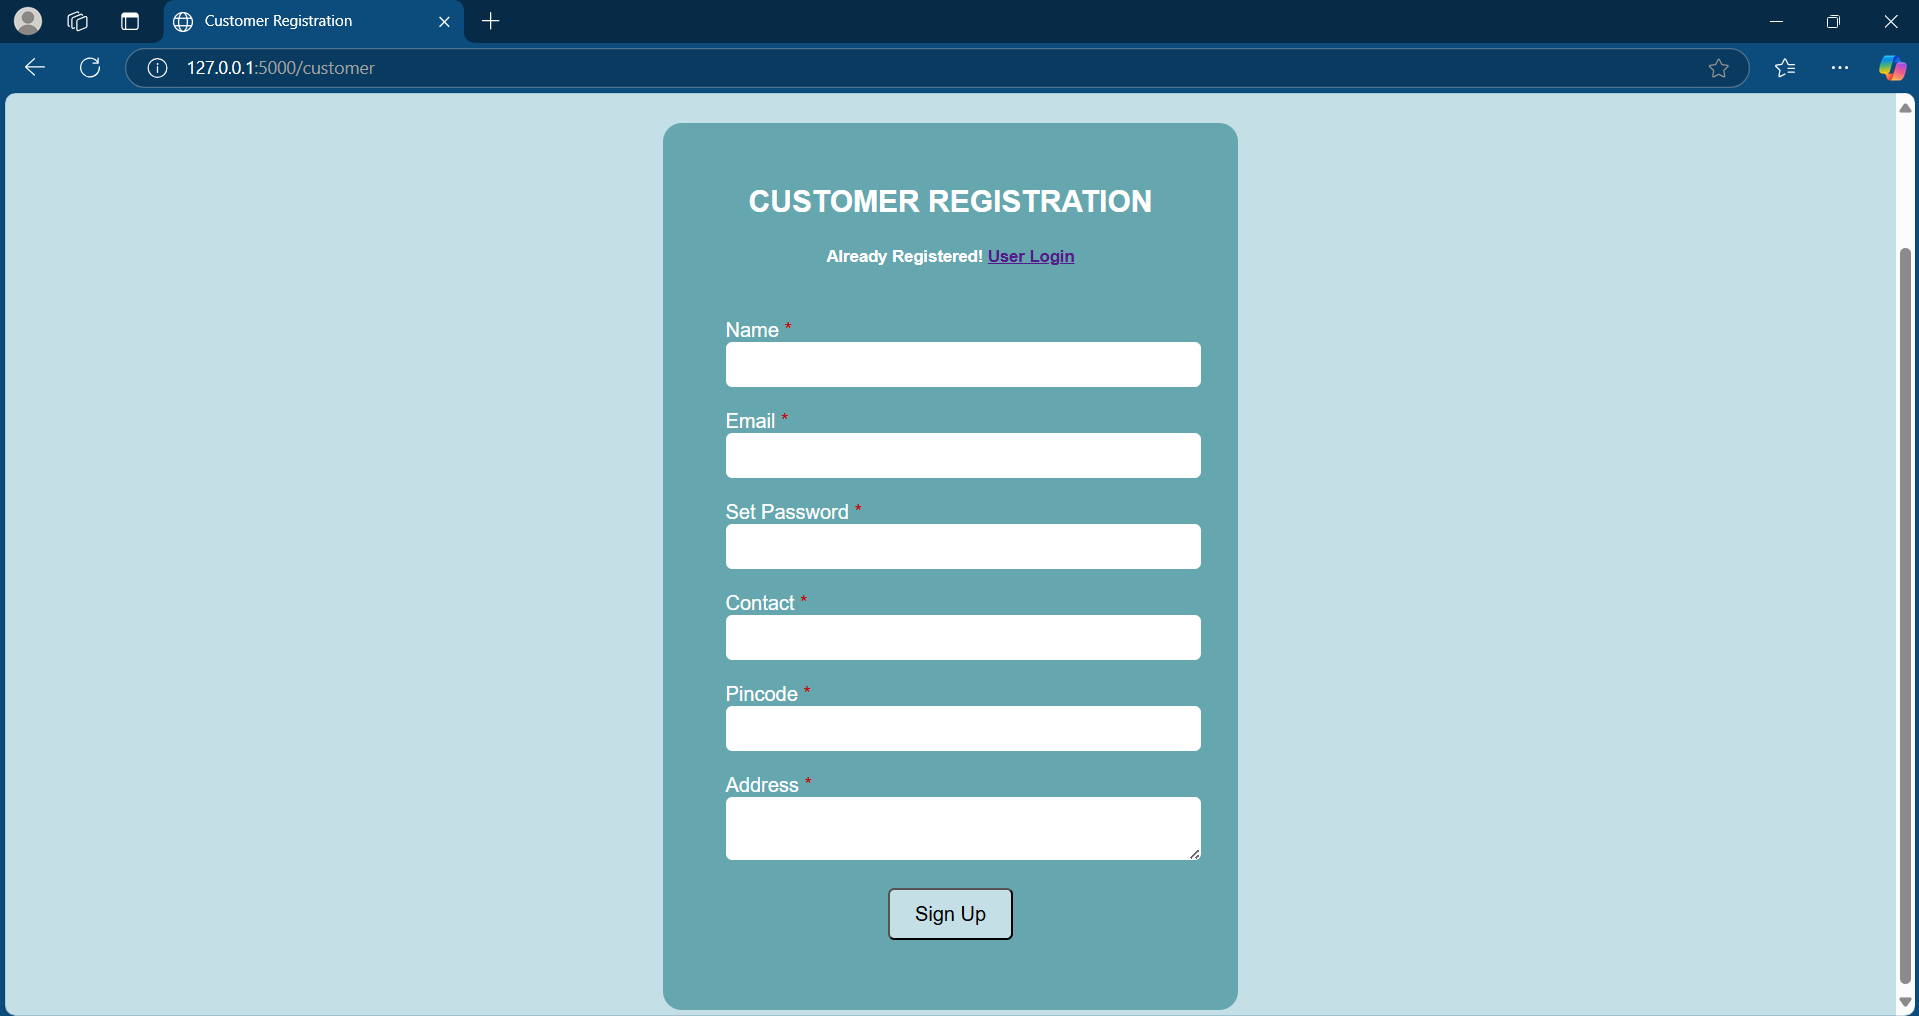 Customer Registration
127.0.0.1:5000/customer
CUSTOMER REGISTRATION
Already Registered! User Login
Name *
Email *
Set Password *
Contact *
Pincode *
Address *
Sign Up